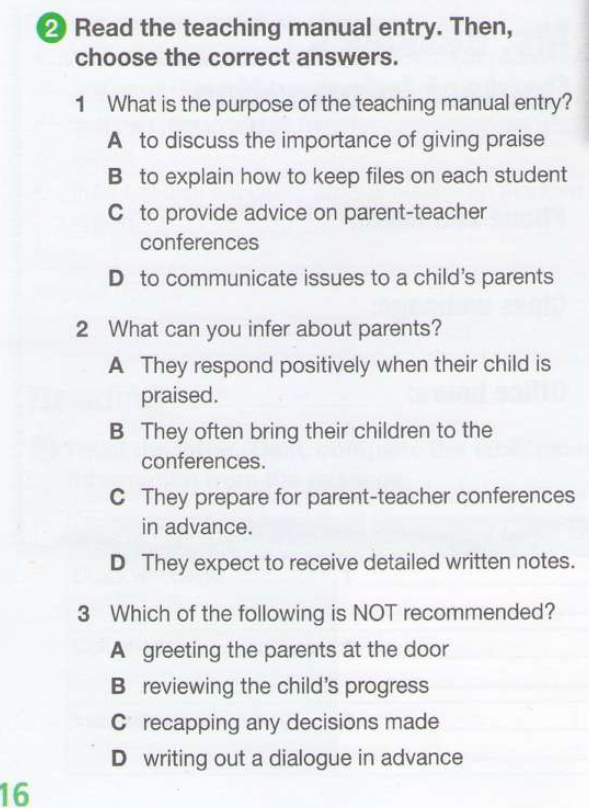 2 Read the teaching manual entry. Then,
choose the correct answers.
1 What is the purpose of the teaching manual entry?
A to discuss the importance of giving praise
B to explain how to keep files on each student
C to provide advice on parent-teacher
conferences
D to communicate issues to a child's parents
2 What can you infer about parents?
A They respond positively when their child is
praised.
B They often bring their children to the
conferences.
C They prepare for parent-teacher conferences
in advance.
D They expect to receive detailed written notes.
3 Which of the following is NOT recommended?
A greeting the parents at the door
B reviewing the child's progress
C recapping any decisions made
D writing out a dialogue in advance
16